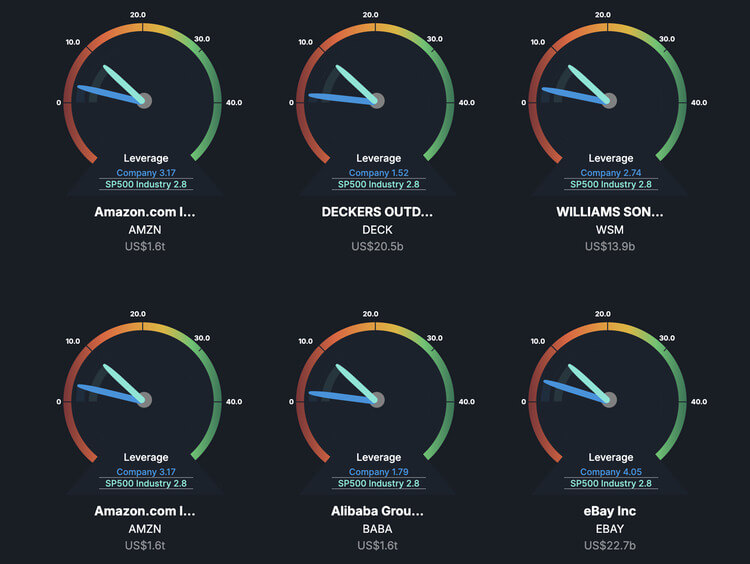 20.0
20.0
20.0
10.0
30.0
10.0
30.0
10.0
30.0
0
40.0
0
40.0
0
40.0
Leverage
Company 3.17
SP500 Industry 2.8
Leverage
Company 1.52
SP500 Industry 2.8
Leverage
Company 2.74
SP500 Industry 2.8
Amazon.com I...
AMZN
US$1.6t
DECKERS OUTD...
DECK
US$20.5b
WILLIAMS SON...
WSM
US$13.9b
20.0
20.0
20.0
10.0
30.0
10.0
30.0
10.0
30.0
0
40.0
0
40.0
0
40.0
Leverage
Company 3.17
SP500 Industry 2.8
Leverage
Company 1.79
SP500 Industry 2.8
Leverage
Company 4.05
SP500 Industry 2.8
Amazon.com I...
AMZN
US$1.6t
Alibaba Grou...
BABA
US$1.6t
eBay Inc
EBAY
US$22.7b